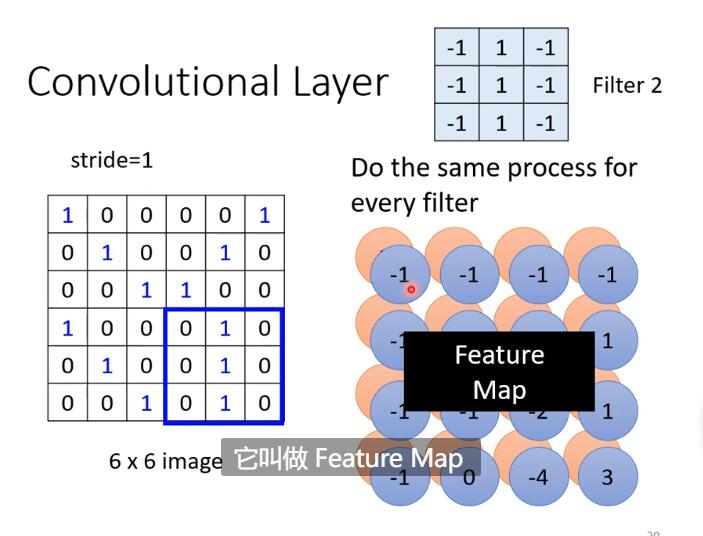 -1 1 -1
Convolutional Layer
-1 1 -1
Filter 2
-1 1 -1
stride=1
Do the same process for
every filter
1 0 0 0 0 1
0 1 0 0 1 0
0 0 1 1 0 0
1 0 0 0 1 0
0 1 0 0 1 0
0 0 1 0 1 0
-1 -1 -1 -1
-1 1
Feature
Map
-1 -1 -2 1
-1 0 -4 3
6 x 6 image
它叫做 Feature Map